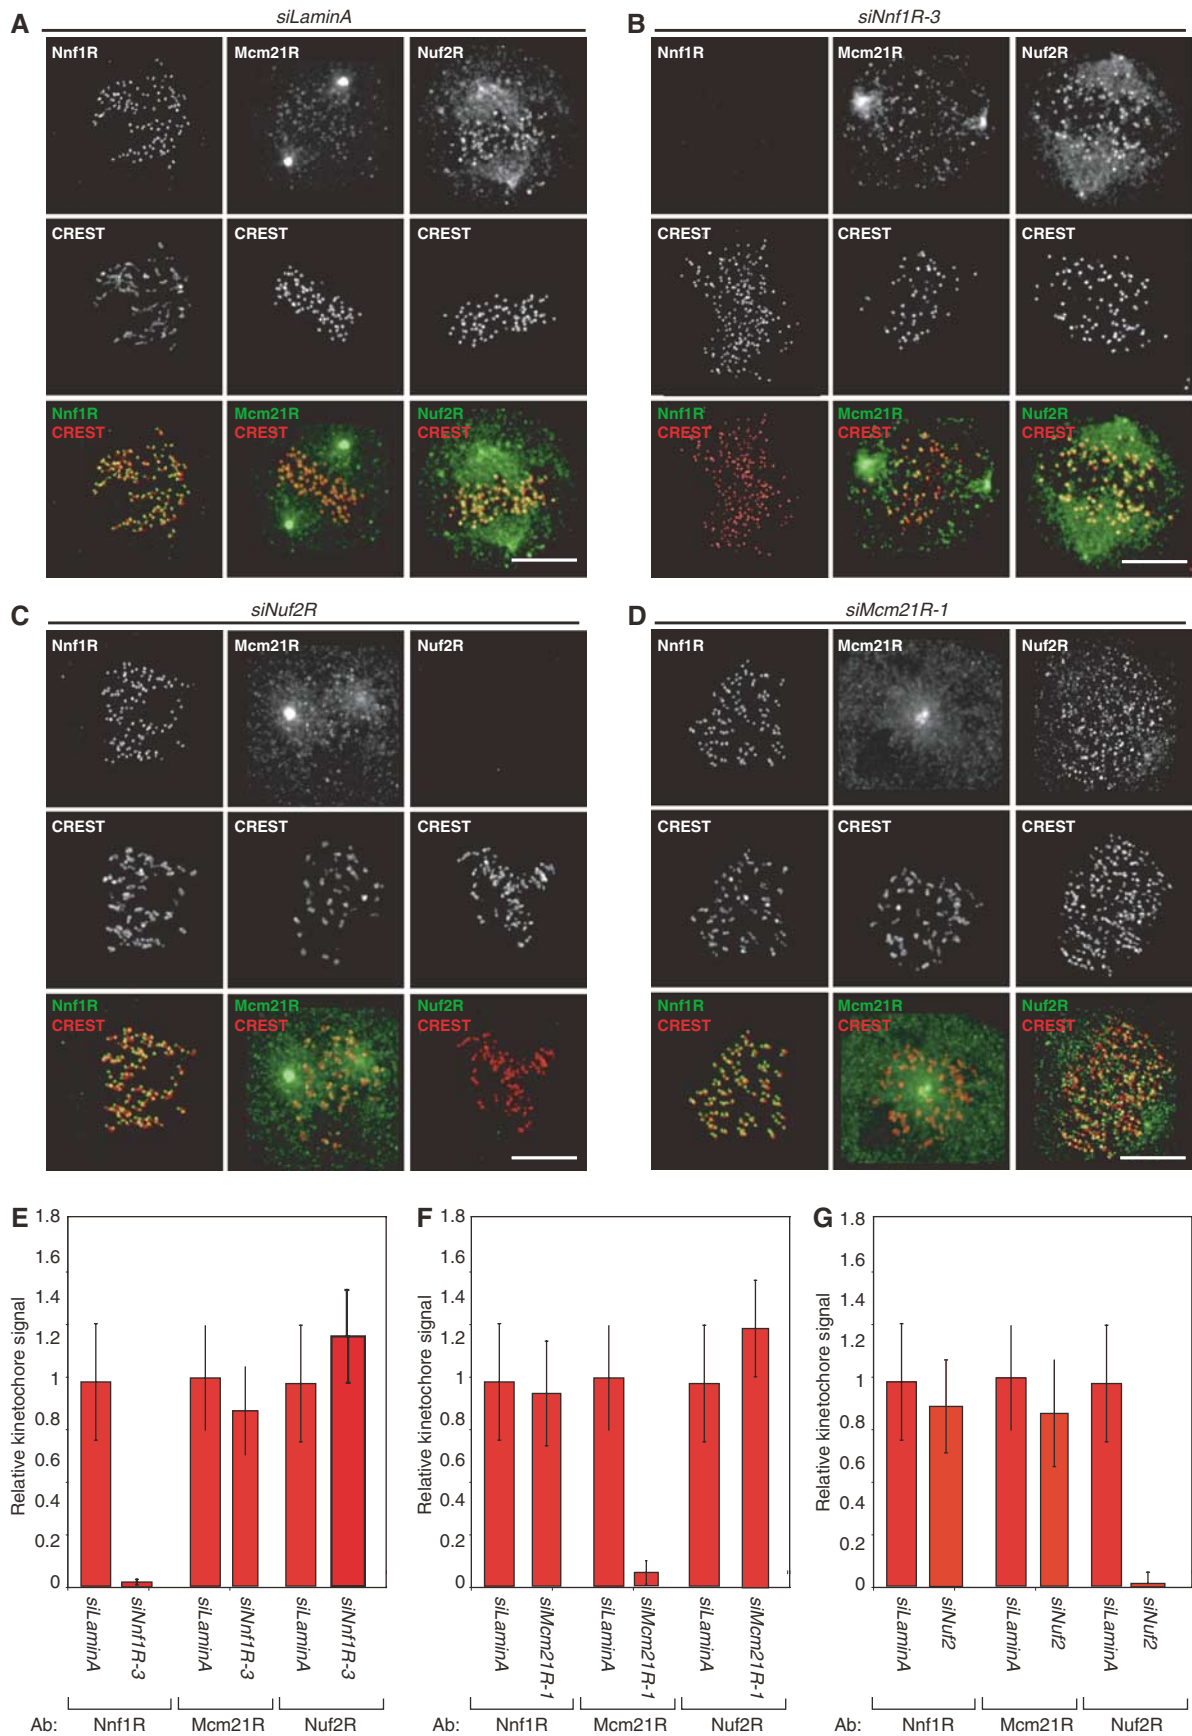 A
siLaminA
Nnf1R
Mcm21R
Nuf2R
CREST
CREST
CREST
Nnf1R
CREST
Mcm21R
CREST
Nuf2R
CREST
B
siNnf1R-3
Nnf1R
Mcm21R
Nuf2R
CREST
CREST
CREST
Nnf1R
CREST
Mcm21R
CREST
Nuf2R
CREST
C
siNuf2R
Nnf1R
Mcm21R
Nuf2R
CREST
CREST
CREST
Nnf1R
CREST
Mcm21R
CREST
Nuf2R
CREST
D
siMcm21R-1
Nnf1R
Mcm21R
Nuf2R
CREST
CREST
CREST
Nnf1R
CREST
Mcm21R
CREST
Nuf2R
CREST
E
Relative kinetochore signal
1.8
1.6
1.4
1.2
1
0.8
0.6
0.4
0.2
0
siLaminA
siNnf1R-3
siLaminA
siNnf1R-3
siLaminA
siNnf1R-3
Ab: Nnf1R Mcm21R Nuf2R
F
Relative kinetochore signal
1.8
1.6
1.4
1.2
1
0.8
0.6
0.4
0.2
0
siLaminA
siMcm21R-1
siLaminA
siMcm21R-1
siLaminA
siMcm21R-1
Ab: Nnf1R Mcm21R Nuf2R
G
Relative kinetochore signal
1.8
1.6
1.4
1.2
1
0.8
0.6
0.4
0.2
0
siLaminA
siNuf2
siLaminA
siNuf2
siLaminA
siNuf2
Ab: Nnf1R Mcm21R Nuf2R